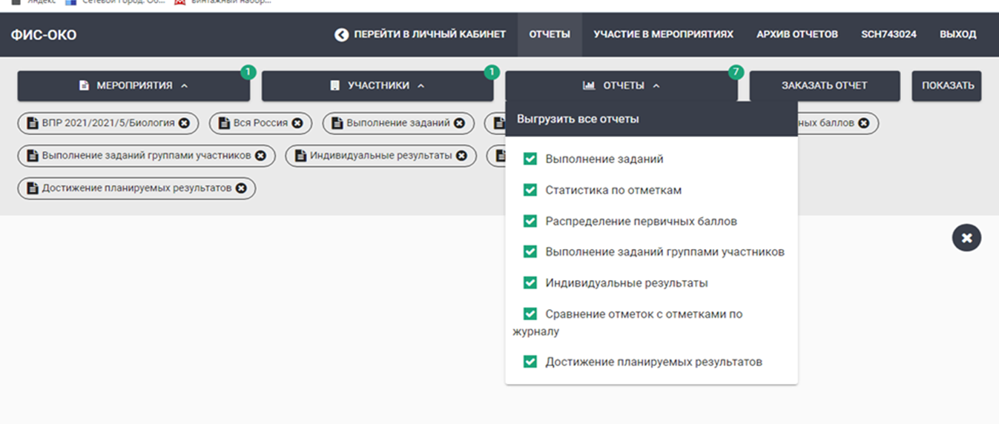 Яндекс Сетевой Город. Об... Винтажный набор...
ФИС-ОКО ПЕРЕЙТИ В ЛИЧНЫЙ КАБИНЕТ ОТЧЕТЫ УЧАСТИЕ В МЕРОПРИЯТИЯХ АРХИВ ОТЧЕТОВ SCH743024 ВЫХОД
МЕРОПРИЯТИЯ 1 УЧАСТНИКИ 1 ОТЧЕТЫ 7 ЗАКАЗАТЬ ОТЧЕТ ПОКАЗАТЬ
ВПР 2021/2021/5/Биология Вся Россия Выполнение заданий ных баллов
Выполнение заданий группами участников Индивидуальные результаты
Достижение планируемых результатов
Выгрузить все отчеты
Выполнение заданий
Статистика по отметкам
Распределение первичных баллов
Выполнение заданий группами участников
Индивидуальные результаты
Сравнение отметок с отметками по
журналу
Достижение планируемых результатов